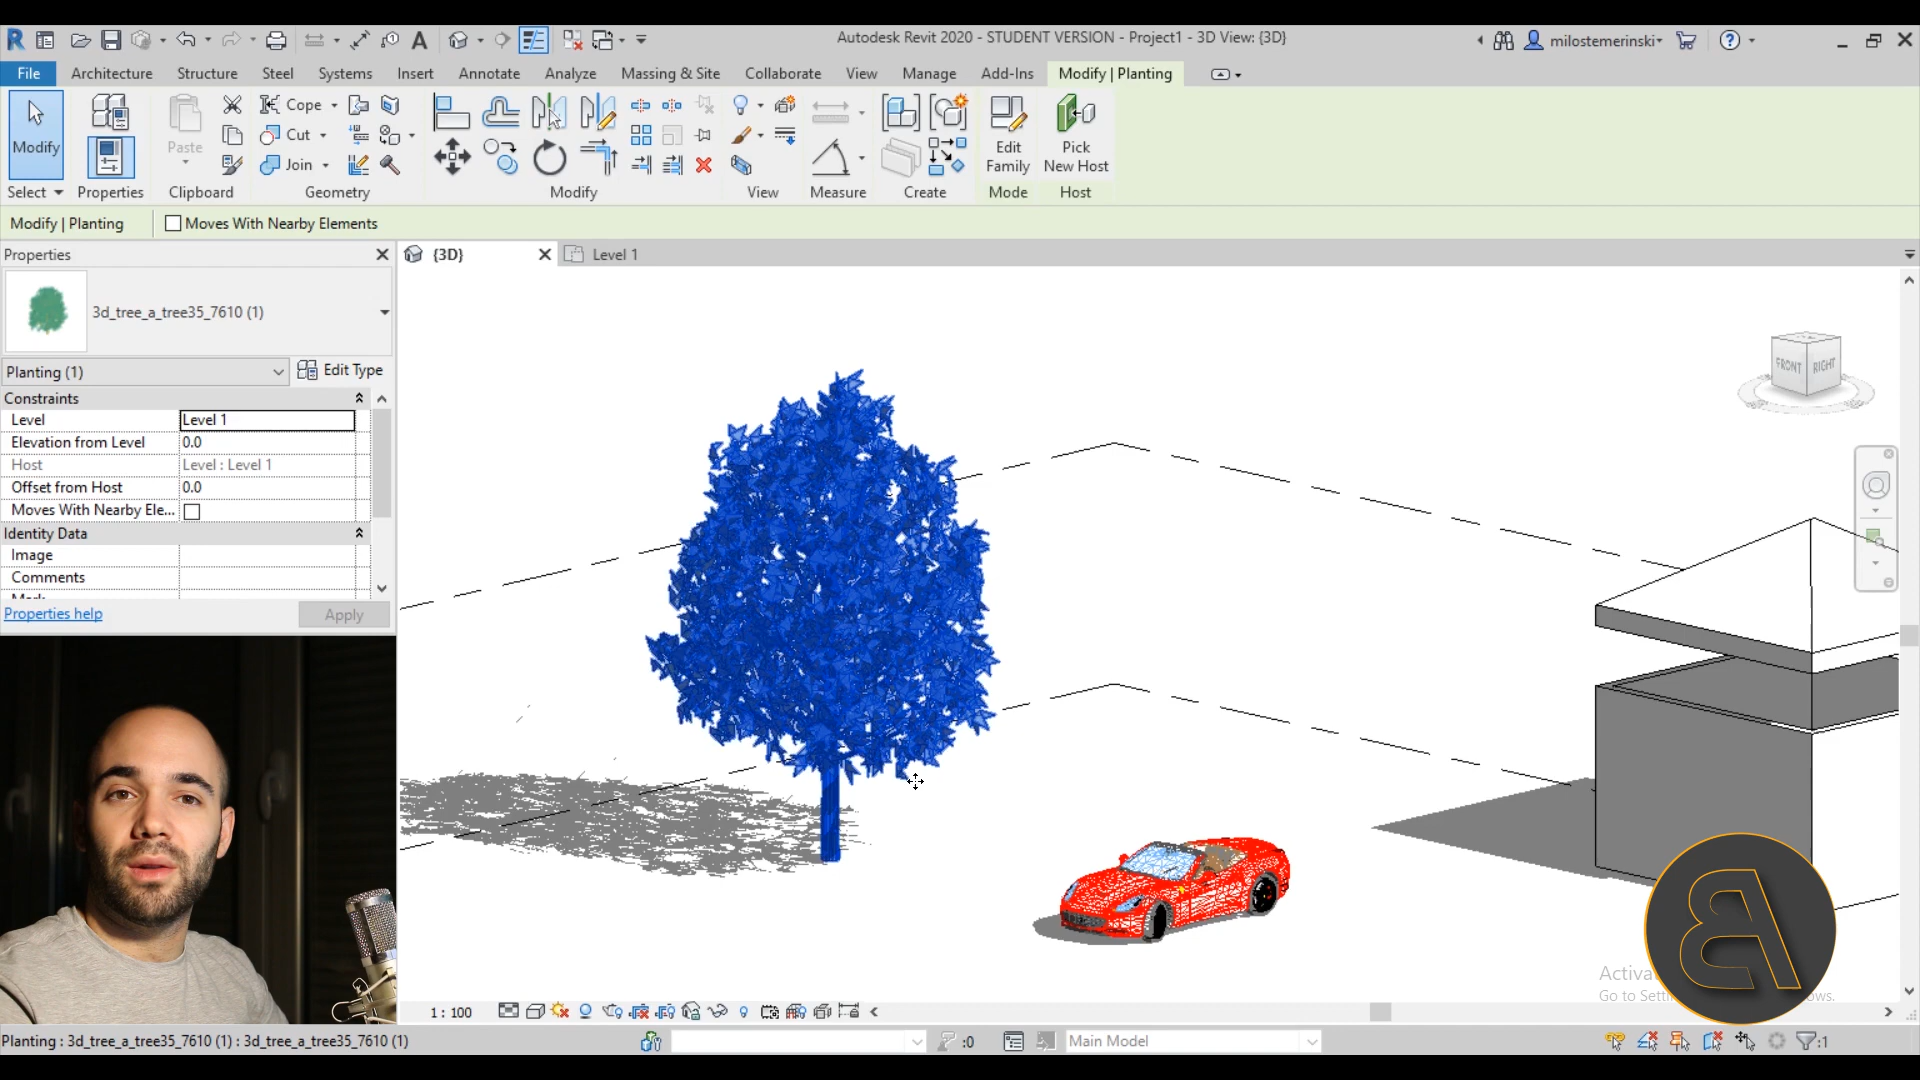 Autodesk Revit 2020 - STUDENT VERSION - Project1 - 3D View: {3D}
milostemerinski
File Architecture Structure Steel Systems Insert Annotate Analyze Massing & Site Collaborate View Manage Add-Ins Modify | Planting
Modify Paste Cope Cut Join Edit Family Pick New Host
Select Properties Clipboard Geometry Modify View Measure Create Mode Host
Modify | Planting Moves With Nearby Elements
Properties
{3D} Level 1
3d_tree_a_tree35_7610 (1)
Planting (1) Edit Type
Constraints
Level Level 1
Elevation from Level 0.0
Host Level : Level 1
Offset from Host 0.0
Moves With Nearby Ele...
Identity Data
Image
Comments
Properties help Apply
FRONT RIGHT
1 : 100
Planting : 3d_tree_a_tree35_7610 (1) : 3d_tree_a_tree35_7610 (1)
:0
Main Model
:1